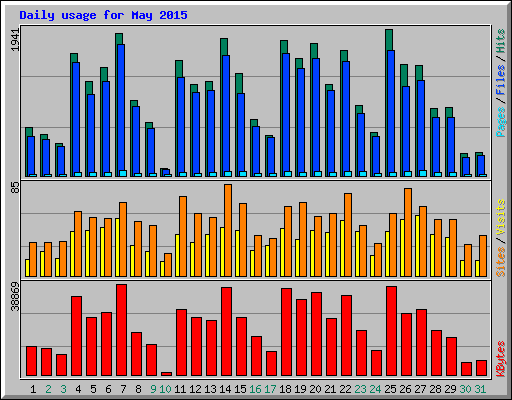 Daily usage for May 2015
1941
Pages / Files / Hits
85
Sites / Visits
38869
KBytes
1 2 3 4 5 6 7 8 9 10 11 12 13 14 15 16 17 18 19 20 21 22 23 24 25 26 27 28 29 30 31